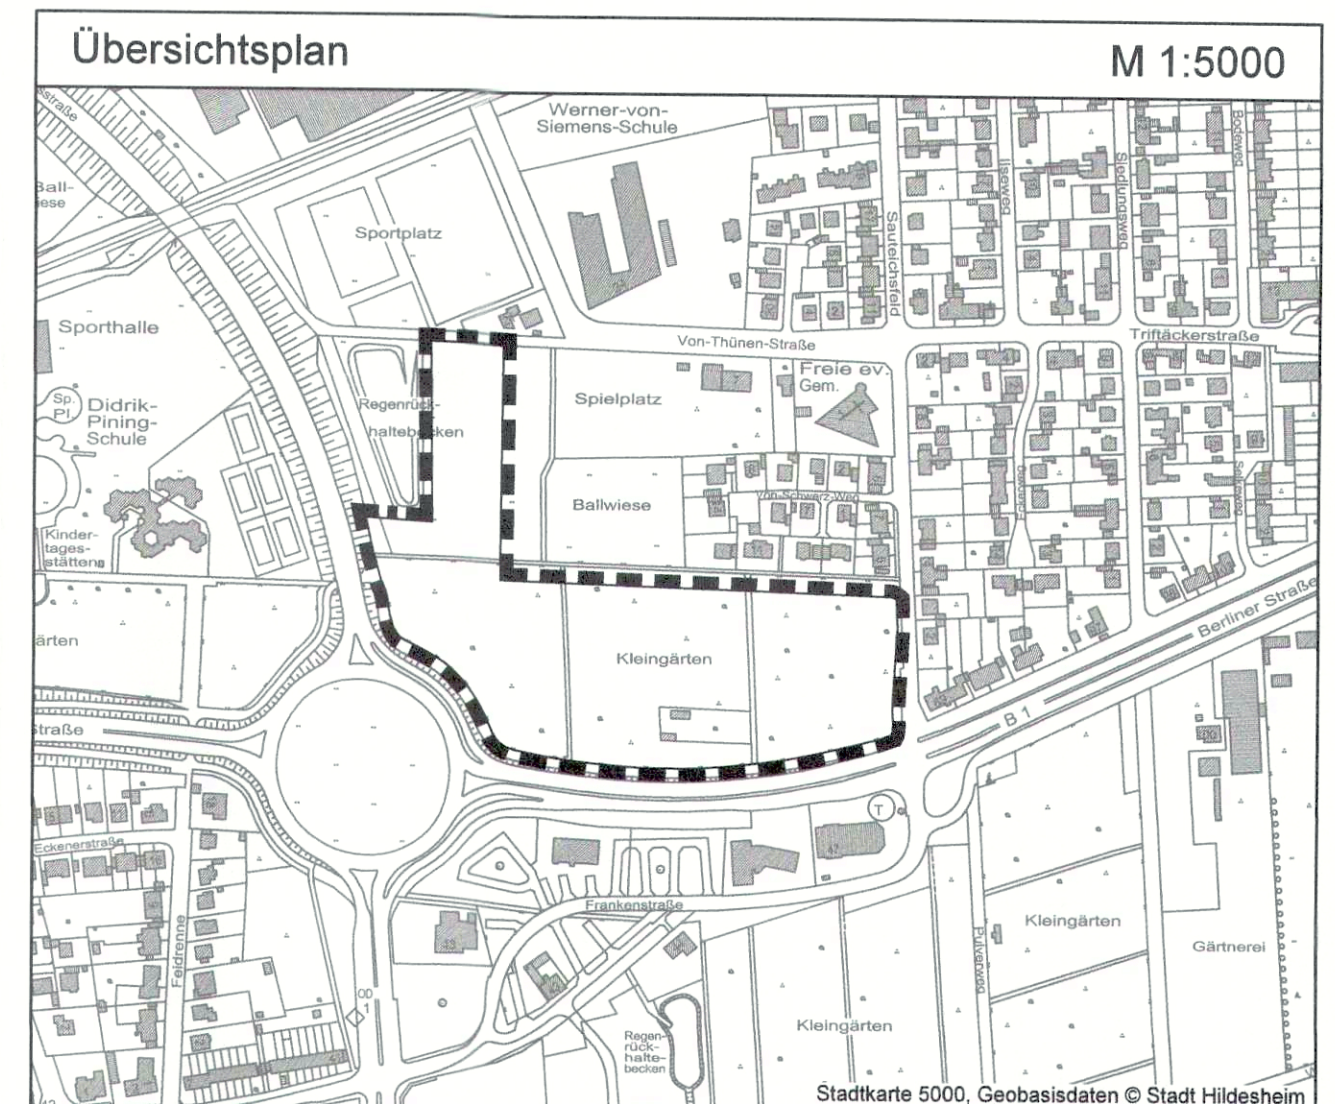 Übersichtsplan
M 1:5000
Werner-von-
Siemens-Schule
Bodeweg
Ilseweg
Siedlungsweg
Sauteichsfeld
Sportplatz
Sporthalle
Von-Thünen-Straße
Triftäckerstraße
Freie ev.
Gem.
Sp.
Pl.
Didrik-
Pining-
Schule
Regenrück-
haltebecken
Spielplatz
Ballwiese
Von-Schwarz-Weg
Kinder-
tages-
stätten
ärten
Kleingärten
Berliner Straße
B 1
straße
T
47
Eckenerstraße
Feldrenne
Frankenstraße
Pulverweg
Kleingärten
Gärtnerei
Kleingärten
Regen-
rück-
halte-
becken
Stadtkarte 5000, Geobasisdaten © Stadt Hildesheim